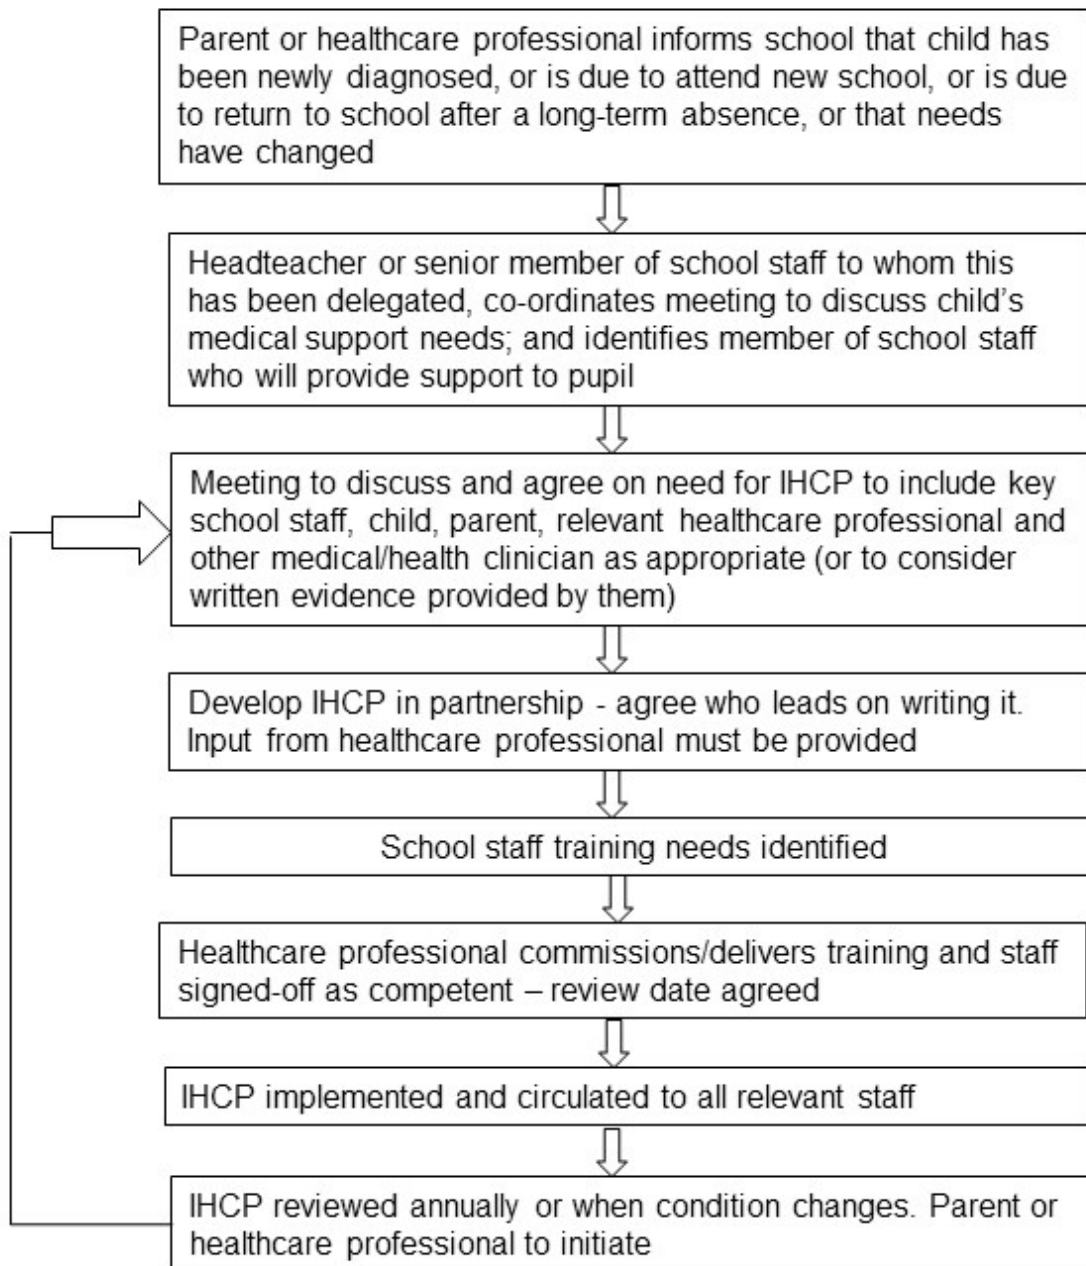 Parent or healthcare professional informs school that child has
been newly diagnosed, or is due to attend new school, or is due
to return to school after a long-term absence, or that needs
have changed
Headteacher or senior member of school staff to whom this
has been delegated, co-ordinates meeting to discuss child’s
medical support needs; and identifies member of school staff
who will provide support to pupil
Meeting to discuss and agree on need for IHCP to include key
school staff, child, parent, relevant healthcare professional and
other medical/health clinician as appropriate (or to consider
written evidence provided by them)
Develop IHCP in partnership - agree who leads on writing it.
Input from healthcare professional must be provided
School staff training needs identified
Healthcare professional commissions/delivers training and staff
signed-off as competent – review date agreed
IHCP implemented and circulated to all relevant staff
IHCP reviewed annually or when condition changes. Parent or
healthcare professional to initiate